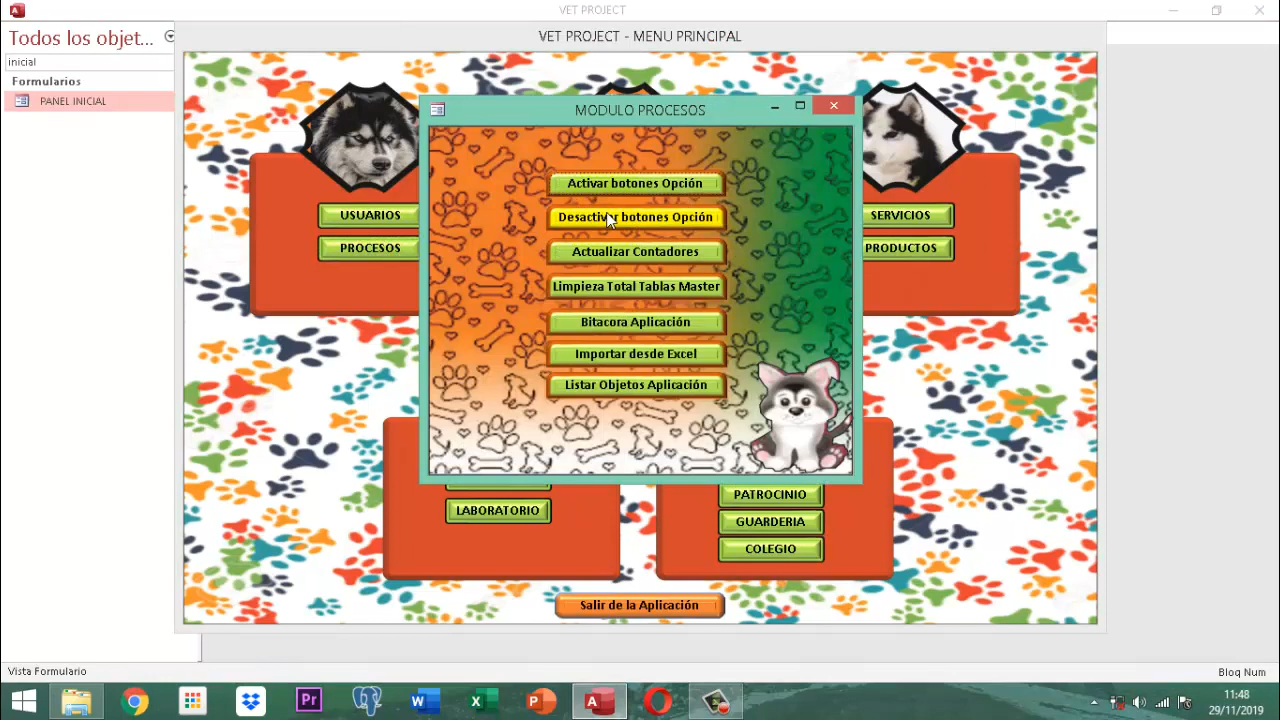 VET PROJECT
Todos los objet...
inicial
Formularios
PANEL INICIAL
VET PROJECT - MENU PRINCIPAL
USUARIOS
PROCESOS
SERVICIOS
PRODUCTOS
MODULO PROCESOS
Activar botones Opción
Desactivar botones Opción
Actualizar Contadores
Limpieza Total Tablas Master
Bitacora Aplicación
Importar desde Excel
Listar Objetos Aplicación
LABORATORIO
PATROCINIO
GUARDERIA
COLEGIO
Salir de la Aplicación
Vista Formulario
Bloq Num
11:48
29/11/2019